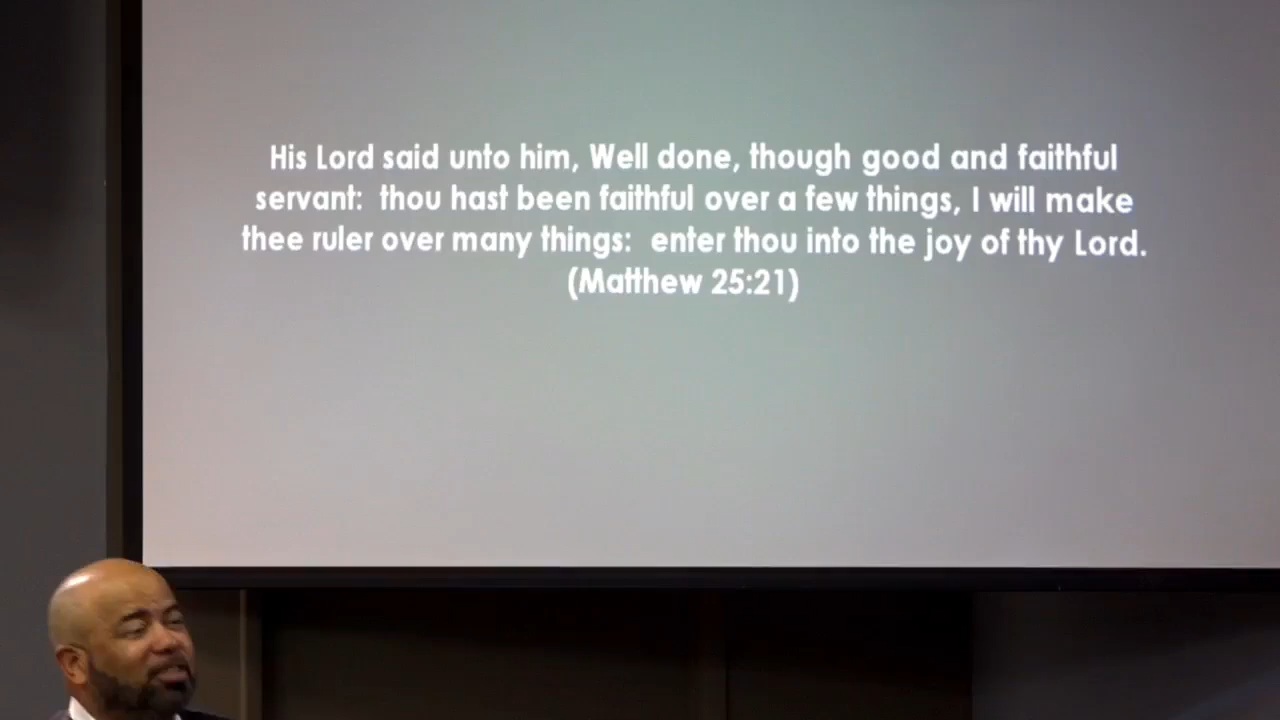 His Lord said unto him, Well done, though good and faithful
servant:  thou hast been faithful over a few things, I will make
thee ruler over many things:  enter thou into the joy of thy Lord.
(Matthew 25:21)